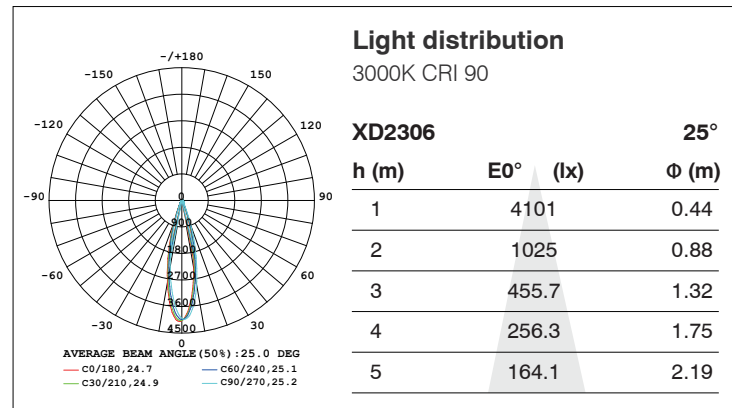 Light distribution
3000K CRI 90
-/+180
-150 150
-120 120
-90 0 90
900
1800
-60 2700 60
3600
-30 4500 30
0
AVERAGE BEAM ANGLE(50%):25.0 DEG
C0/180,24.7 C60/240,25.1
C30/210,24.9 C90/270,25.2
XD2306 25°
h (m) E0° (lx) Φ (m)
1 4101 0.44
2 1025 0.88
3 455.7 1.32
4 256.3 1.75
5 164.1 2.19